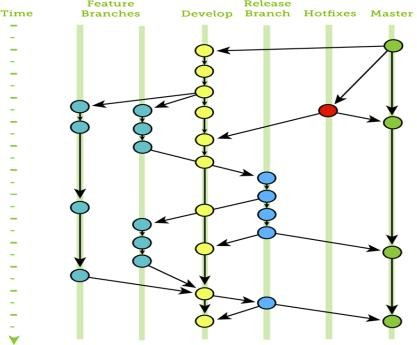 Time
Feature
Branches
Develop
Release
Branch
Hotfixes
Master